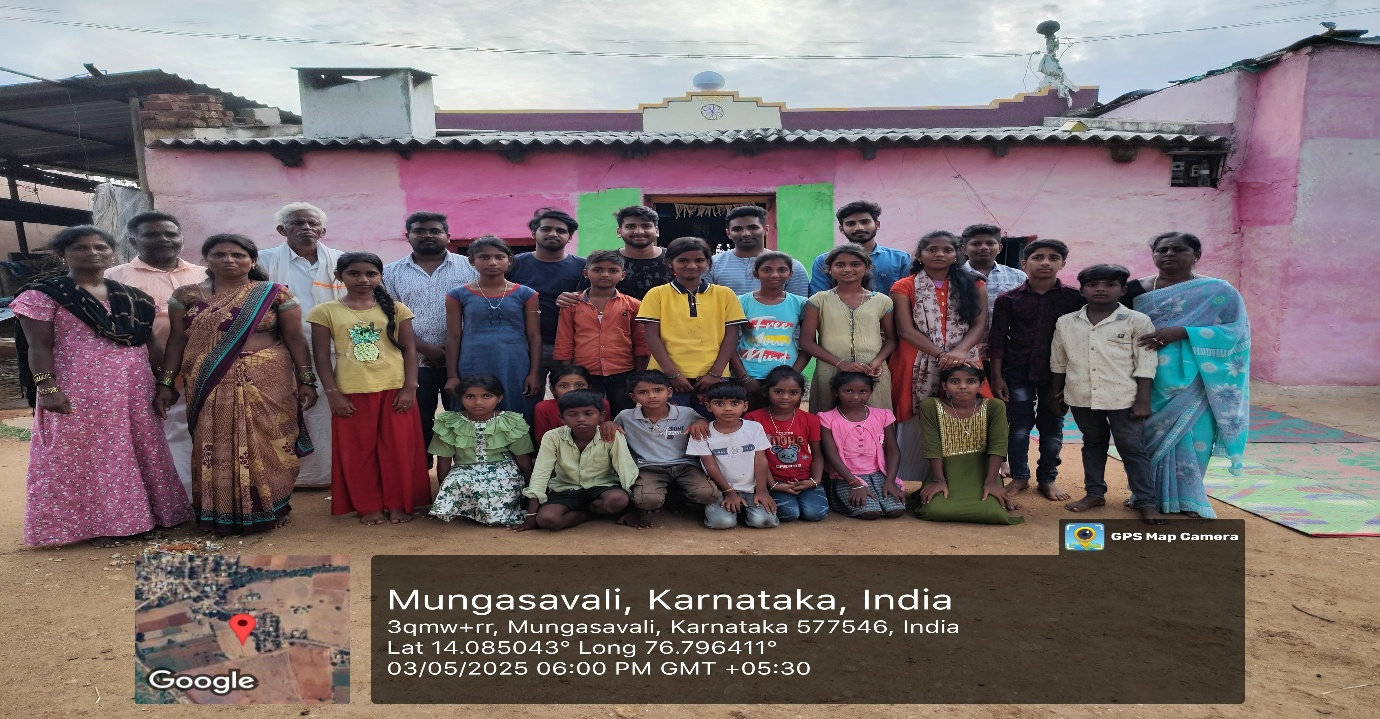 Free
Your
Mind
GPS Map Camera
Mungasavali, Karnataka, India
3qmw+rr, Mungasavali, Karnataka 577546, India
Lat 14.085043° Long 76.796411°
03/05/2025 06:00 PM GMT +05:30
Google